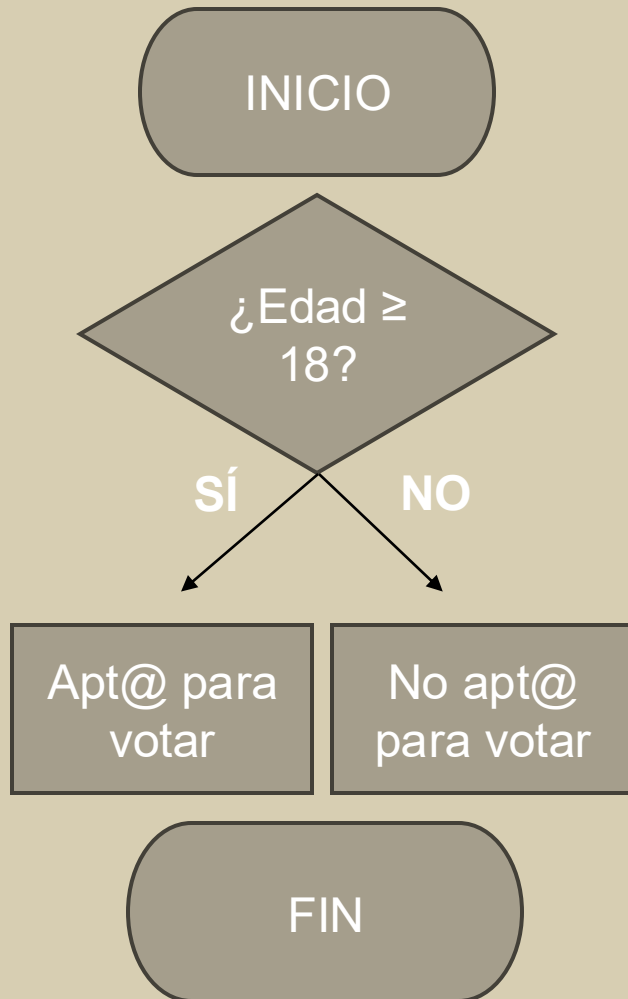 INICIO
¿Edad ≥
18?
SÍ
NO
Apt@ para
votar
No apt@
para votar
FIN